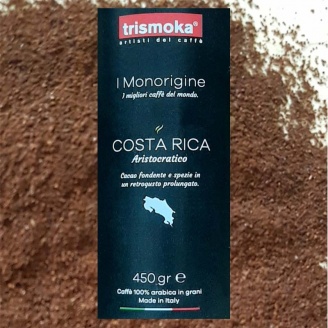 trismoka®
artisti del caffè
I Monorigine
I migliori caffè del mondo.
COSTA RICA
Aristocratico
Cacao fondente e spezie in
un retrogusto prolungato.
450 gr e
Caffè 100% arabica in grani
Made in Italy